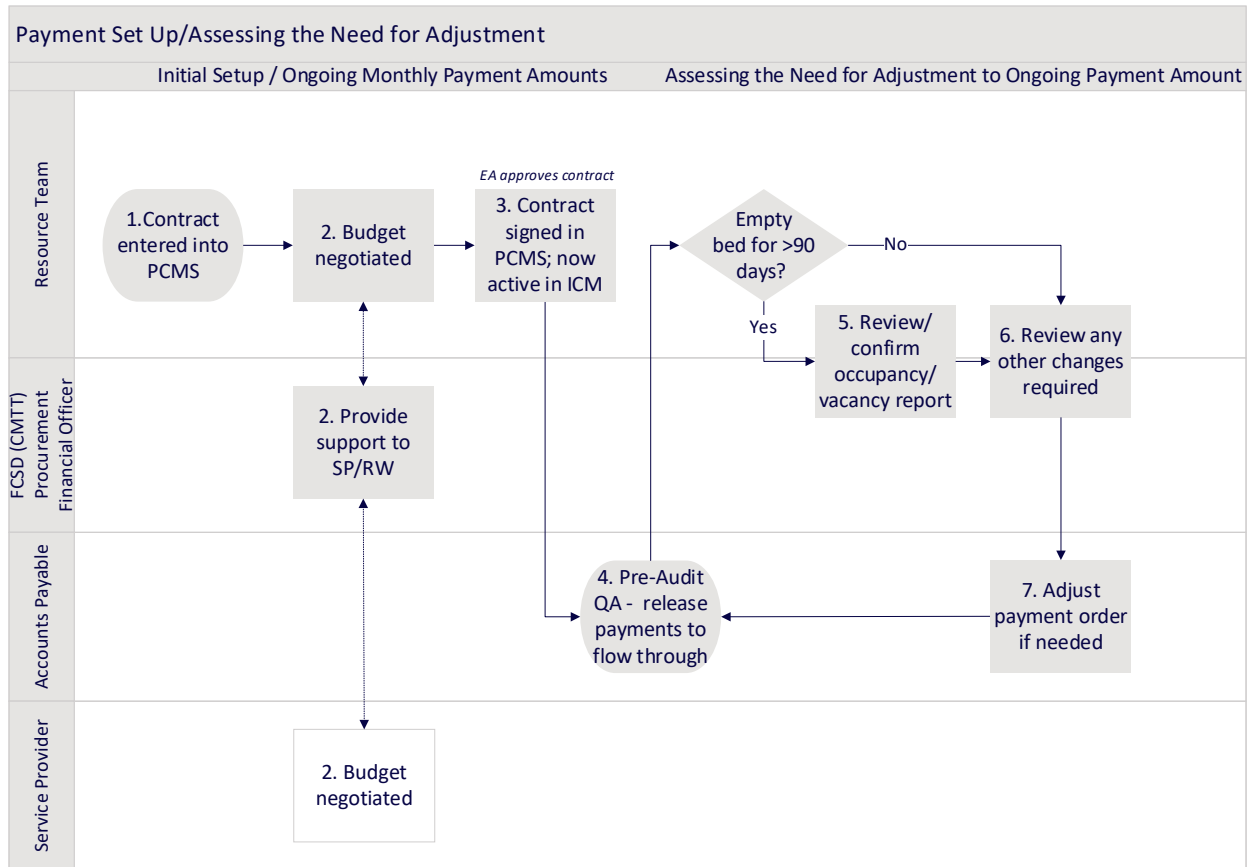 Payment Set Up/Assessing the Need for Adjustment
Initial Setup / Ongoing Monthly Payment Amounts
Assessing the Need for Adjustment to Ongoing Payment Amount
Resource Team
1.Contract
entered into
PCMS
2. Budget
negotiated
EA approves contract
3. Contract
signed in
PCMS; now
active in ICM
Empty
bed for >90
days?
No
Yes
5. Review/
confirm
occupancy/
vacancy report
6. Review any
other changes
required
FCSD (CMTT)
Procurement
Financial Officer
2. Provide
support to
SP/RW
Accounts Payable
4. Pre-Audit
QA - release
payments to
flow through
7. Adjust
payment order
if needed
Service Provider
2. Budget
negotiated